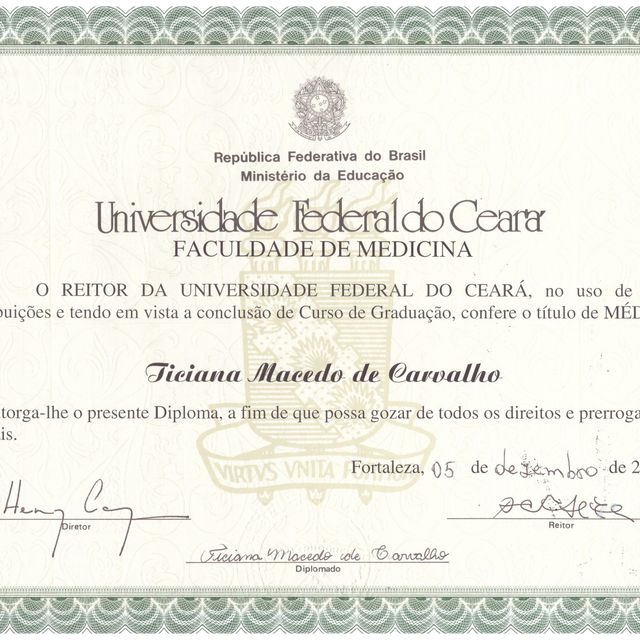 República Federativa do Brasil
Ministério da Educação
Universidade Federal do Ceará
FACULDADE DE MEDICINA
O REITOR DA UNIVERSIDADE FEDERAL DO CEARÁ, no uso de
buições e tendo em vista a conclusão de Curso de Graduação, confere o título de MÉD
Ticiana Macedo de Carvalho
torga-lhe o presente Diploma, a fim de que possa gozar de todos os direitos e prerroga
is.
VIRTVS VNITA FORTIOR
Fortaleza, 05 de dezembro de 2
Diretor
Reitor
Ticiana Macedo de Carvalho
Diplomado